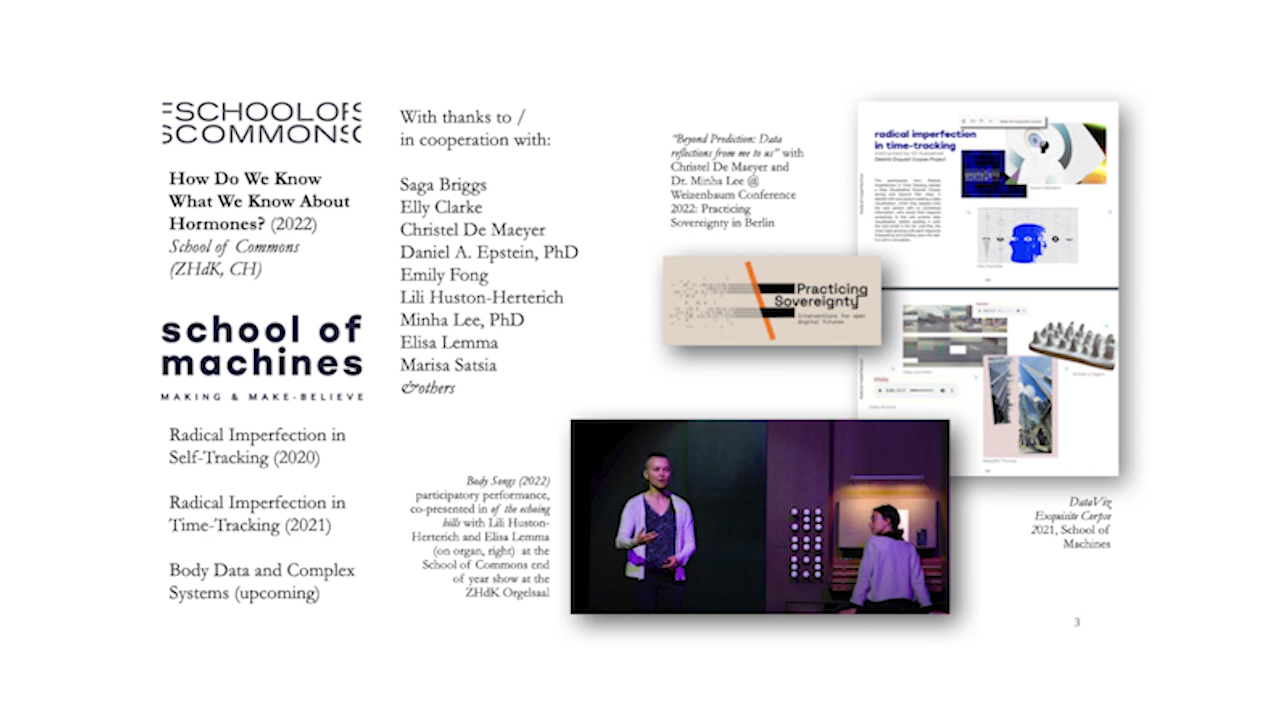 SCHOOLOF
COMMONS
How Do We Know
What We Know About
Hormones? (2022)
School of Commons
(ZHdK, CH)
school of
machines
MAKING & MAKE-BELIEVE
Radical Imperfection in
Self-Tracking (2020)
Radical Imperfection in
Time-Tracking (2021)
Body Data and Complex
Systems (upcoming)
With thanks to /
in cooperation with:
Saga Briggs
Elly Clarke
Christel De Maeyer
Daniel A. Epstein, PhD
Emily Fong
Lili Huston-Herterich
Minha Lee, PhD
Elisa Lemma
Marisa Satsia
&others
Body Songs (2022)
participatory performance,
co-presented in of the echoing
hills with Lili Huston-
Herterich and Elisa Lemma
(on organ, right) at the
School of Commons end
of year show at the
ZHdK Orgelsaal
"Beyond Prediction: Data
reflections from me to us" with
Christel De Maeyer and
Dr. Minha Lee @
Weizenbaum Conference
2022: Practicing
Sovereignty in Berlin
Practicing
Sovereignty
Interventions for open
digital futures
radical imperfection
in time-tracking
DataViz
Exquisite Corpse
2021, School of
Machines
3